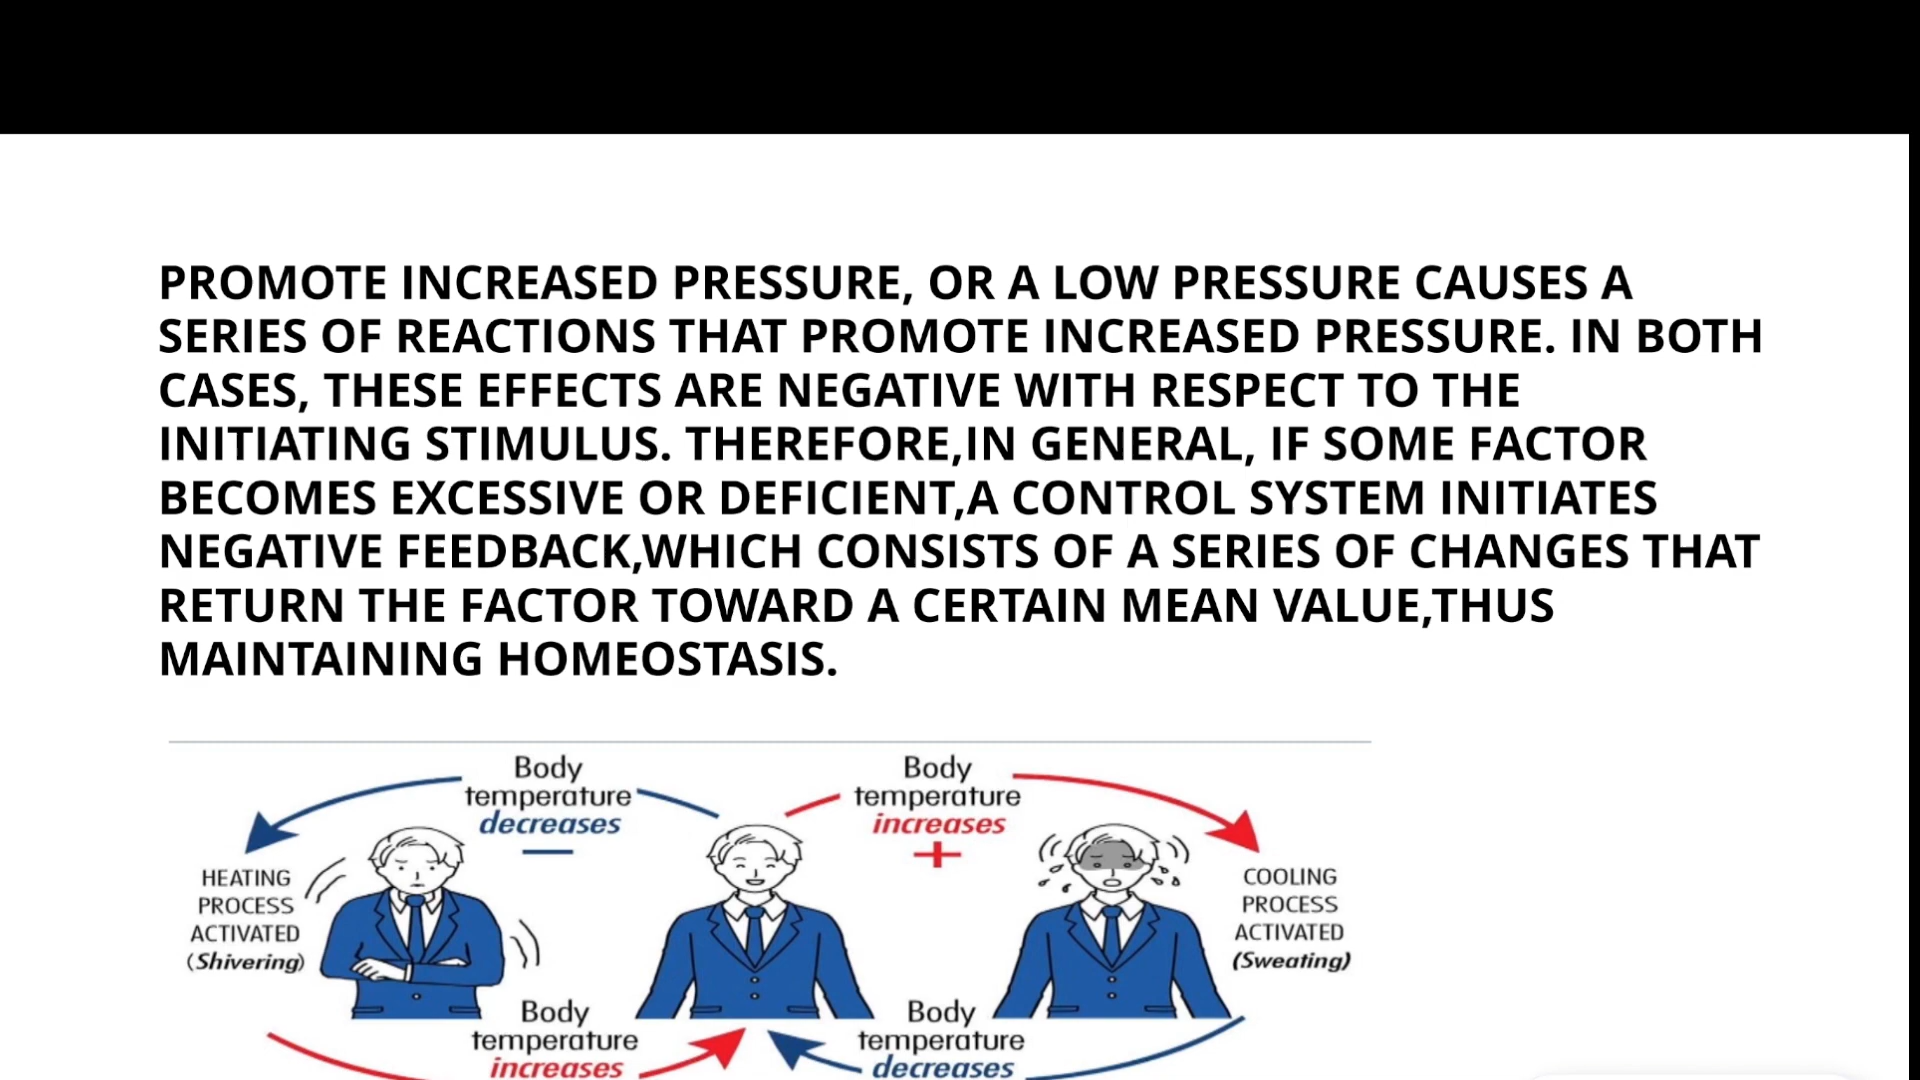 PROMOTE INCREASED PRESSURE, OR A LOW PRESSURE CAUSES A
SERIES OF REACTIONS THAT PROMOTE INCREASED PRESSURE. IN BOTH
CASES, THESE EFFECTS ARE NEGATIVE WITH RESPECT TO THE
INITIATING STIMULUS. THEREFORE,IN GENERAL, IF SOME FACTOR
BECOMES EXCESSIVE OR DEFICIENT,A CONTROL SYSTEM INITIATES
NEGATIVE FEEDBACK,WHICH CONSISTS OF A SERIES OF CHANGES THAT
RETURN THE FACTOR TOWARD A CERTAIN MEAN VALUE,THUS
MAINTAINING HOMEOSTASIS.
Body
temperature
decreases
Body
temperature
increases
HEATING
PROCESS
ACTIVATED
(Shivering)
COOLING
PROCESS
ACTIVATED
(Sweating)
Body
temperature
increases
Body
temperature
decreases